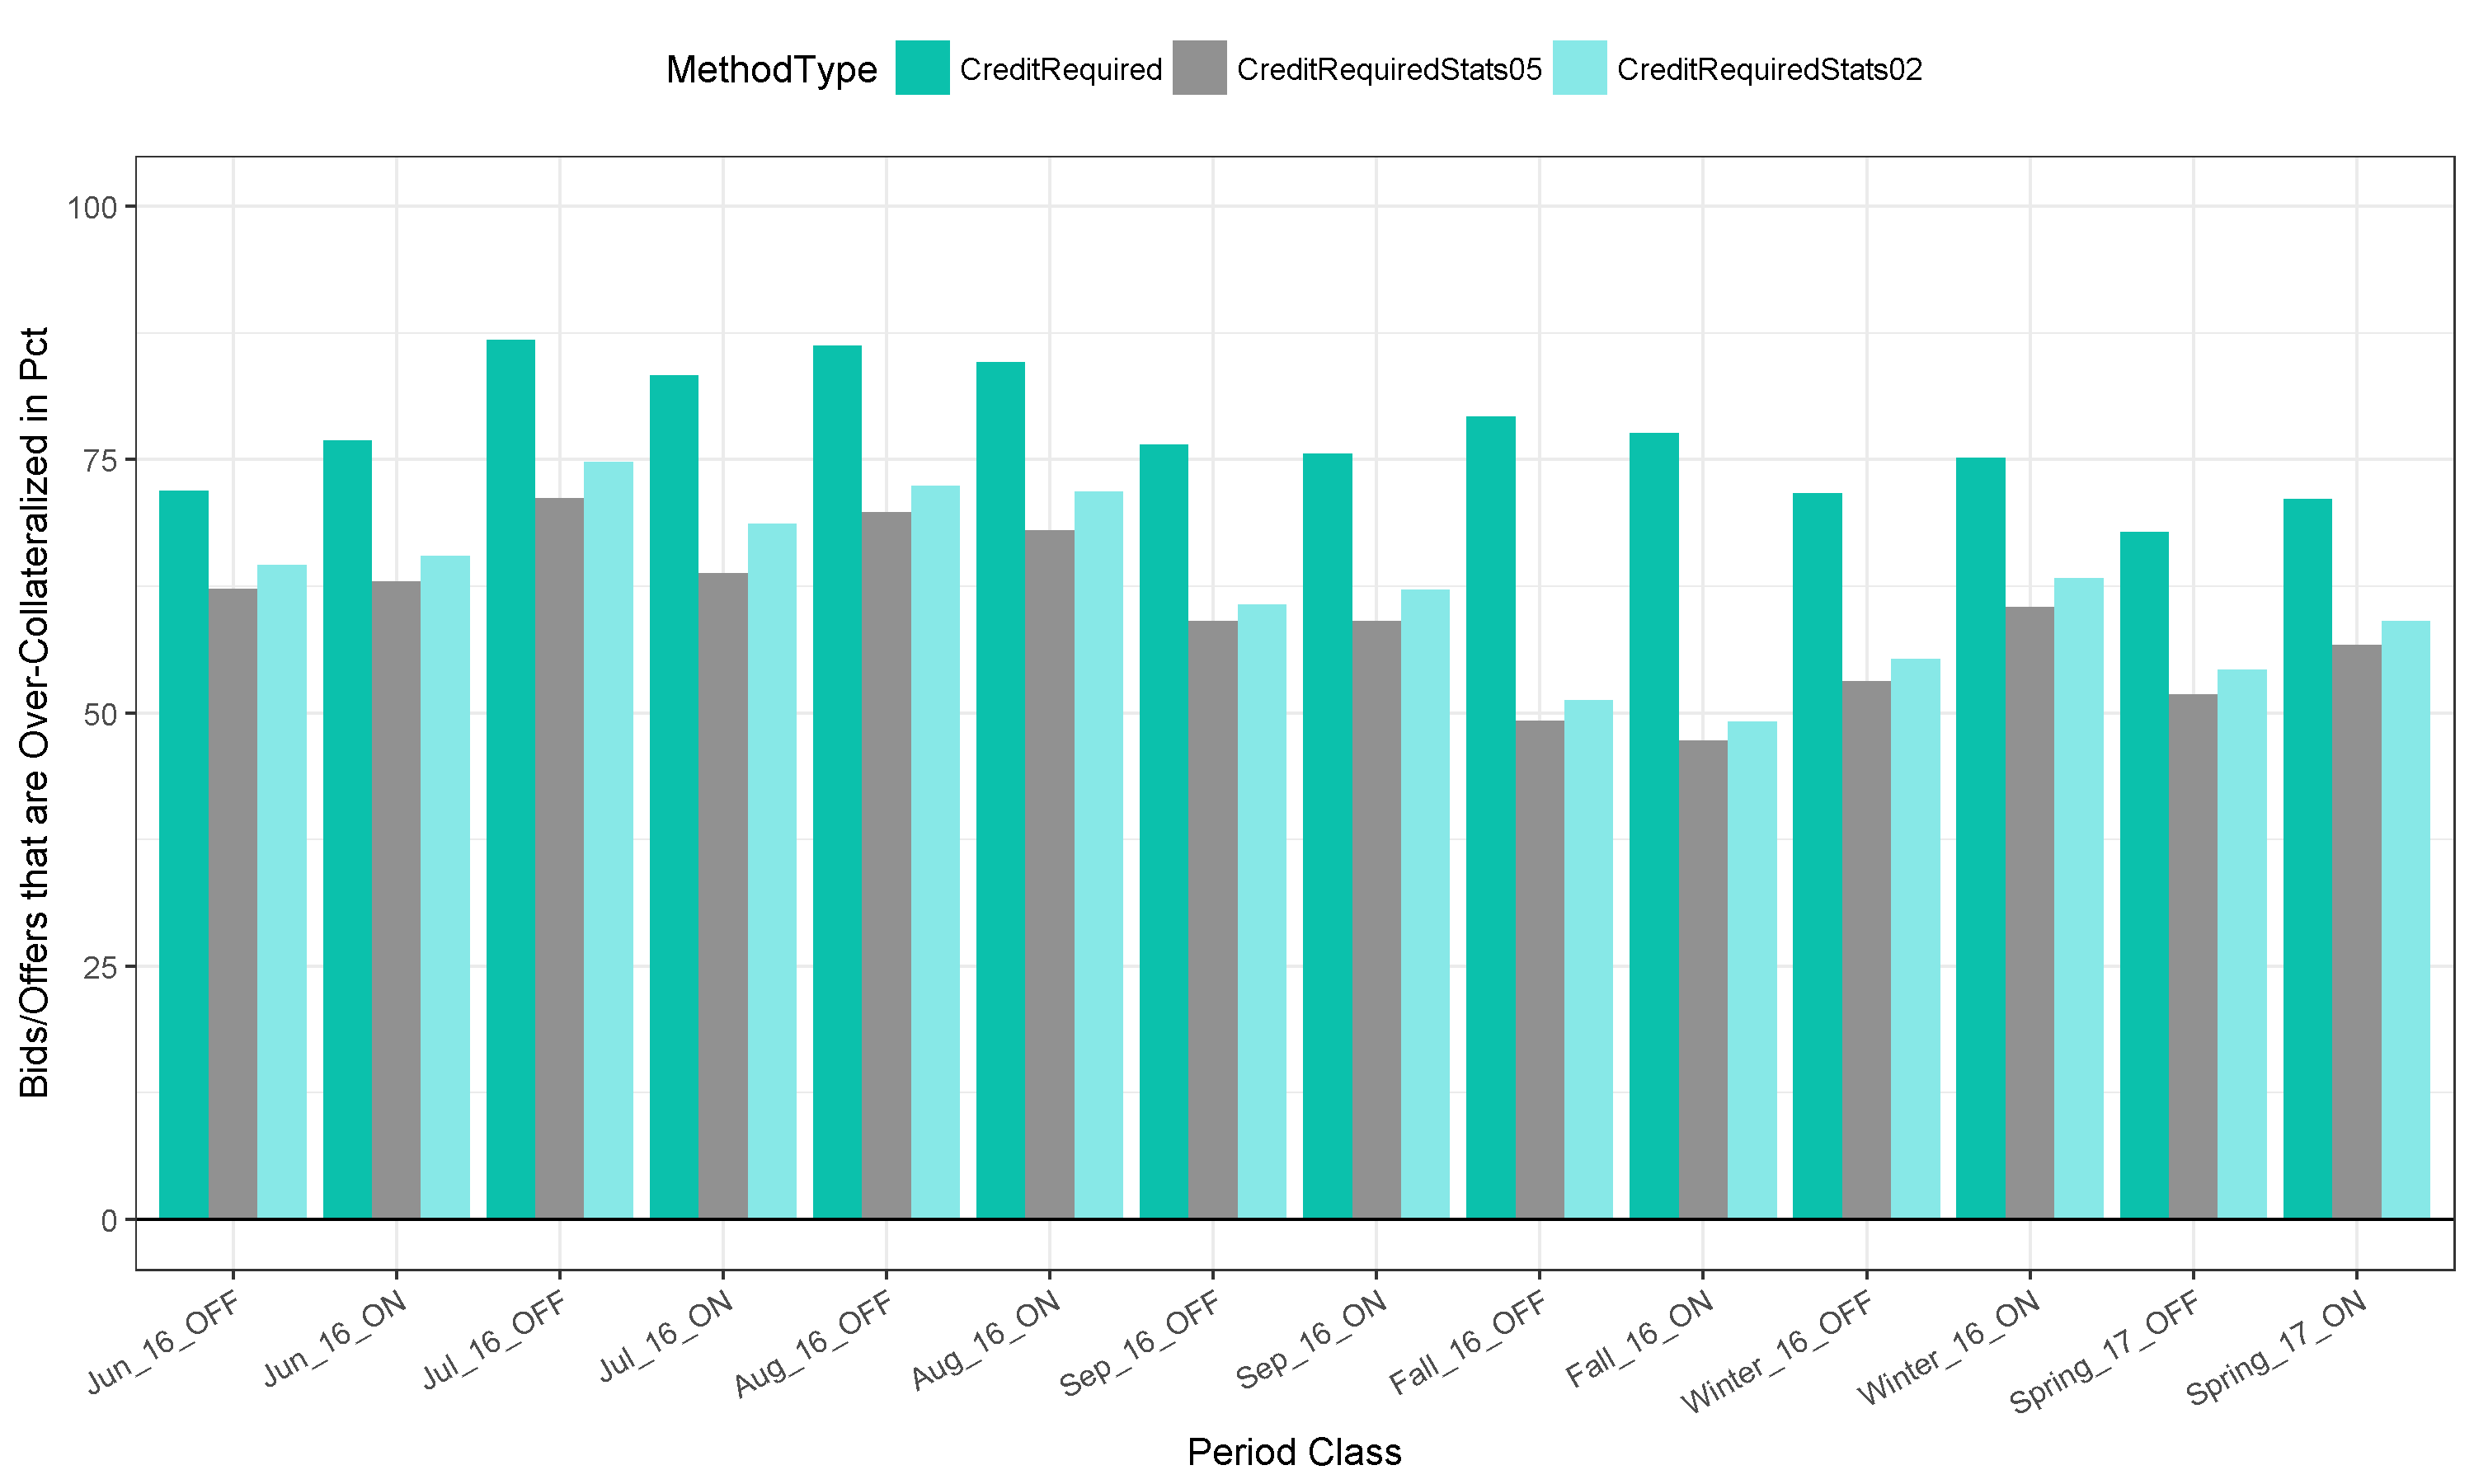 MethodType CreditRequired CreditRequiredStats05 CreditRequiredStats02
Bids/Offers that are Over-Collateralized in Pct
100
75
50
25
0
Jun_16_OFF
Jun_16_ON
Jul_16_OFF
Jul_16_ON
Aug_16_OFF
Aug_16_ON
Sep_16_OFF
Sep_16_ON
Fall_16_OFF
Fall_16_ON
Winter_16_OFF
Winter_16_ON
Spring_17_OFF
Spring_17_ON
Period Class